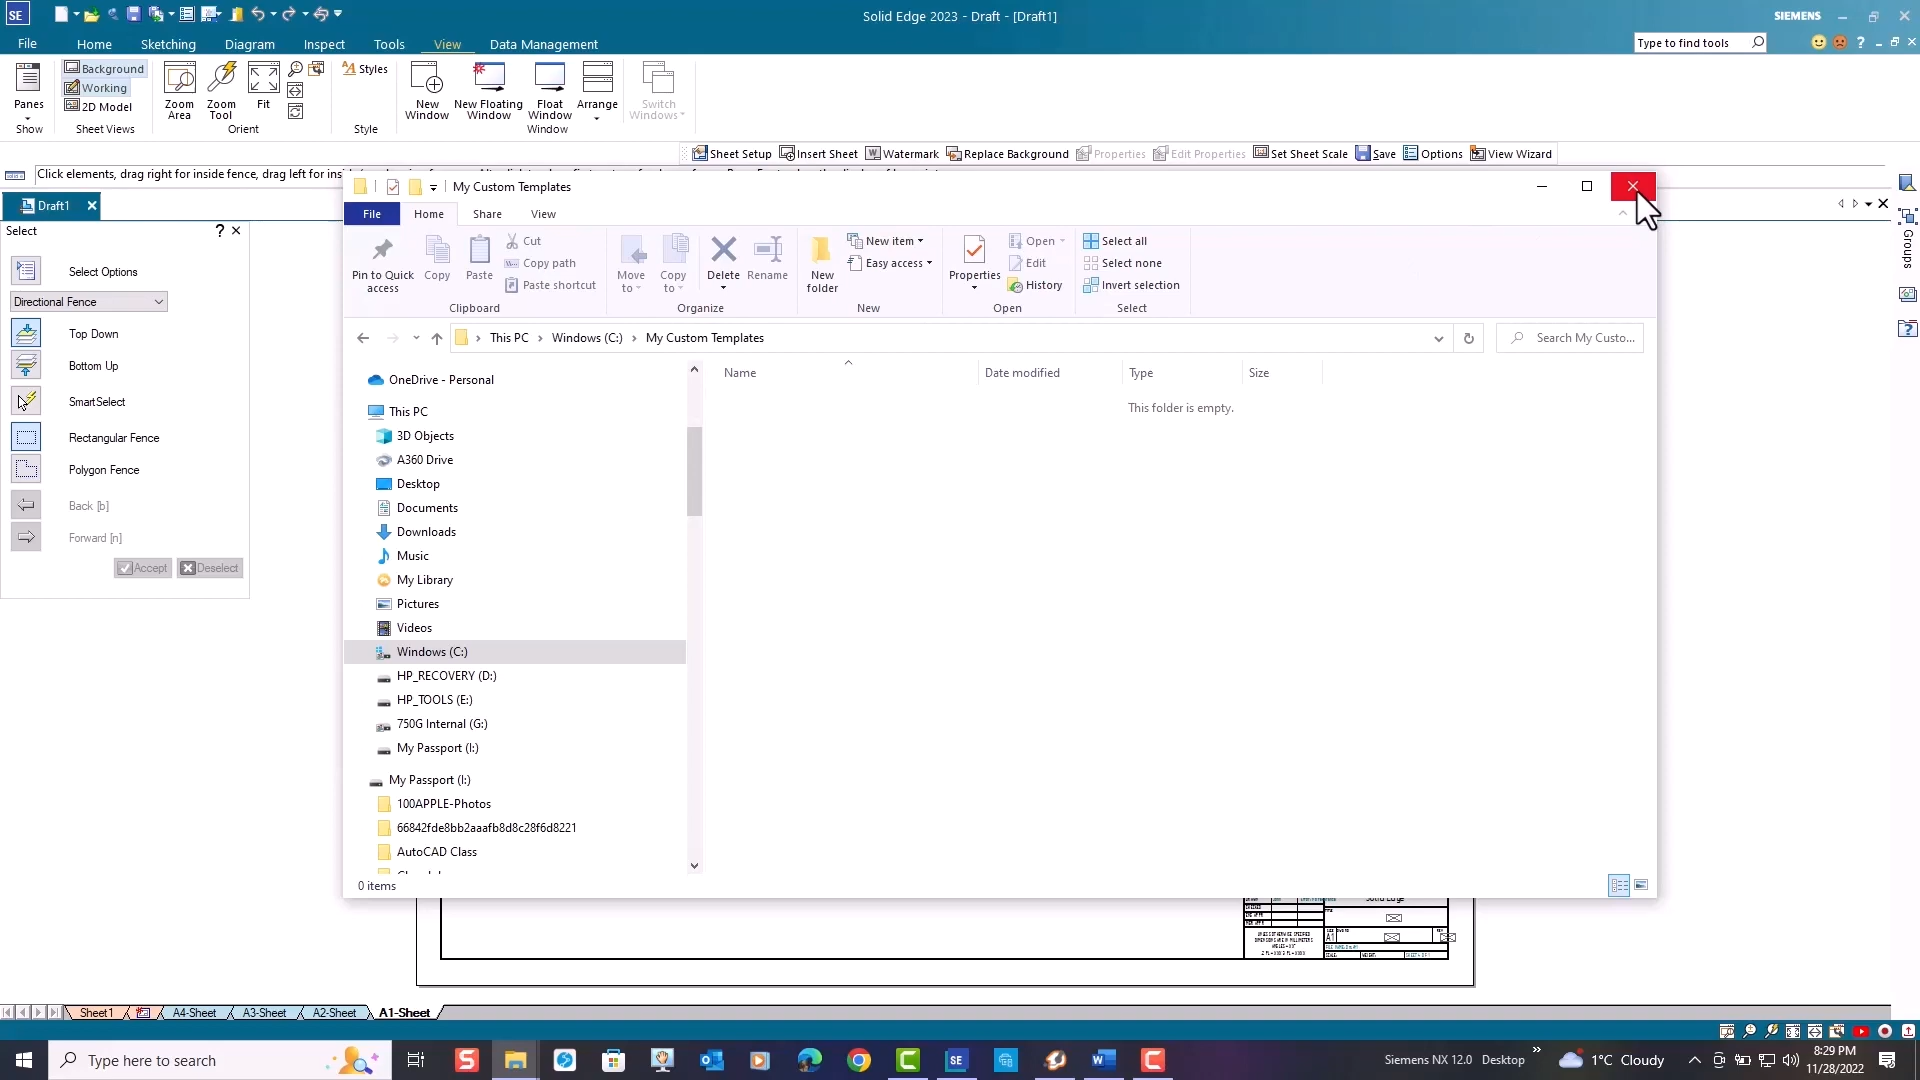 SE
Solid Edge 2023 - Draft - [Draft1]
SIEMENS
File Home Sketching Diagram Inspect Tools View Data Management
Type to find tools
Panes
Show
Background
Working
2D Model
Sheet Views
Zoom Area
Zoom Tool
Fit
Orient
Styles
Style
New Window
New Floating Window
Float Window
Arrange
Switch Windows
Window
Sheet Setup Insert Sheet Watermark Replace Background Properties Edit Properties Set Sheet Scale Save Options View Wizard
Click elements, drag right for inside fence, drag left for
Draft1
Groups
Select
Select Options
Directional Fence
Top Down
Bottom Up
SmartSelect
Rectangular Fence
Polygon Fence
Back [b]
Forward [n]
Accept Deselect
My Custom Templates
File Home Share View
Pin to Quick access
Copy
Paste
Cut
Copy path
Paste shortcut
Clipboard
Move to
Copy to
Delete
Rename
Organize
New folder
New item
Easy access
New
Properties
Open
Edit
History
Open
Select all
Select none
Invert selection
Select
This PC > Windows (C:) > My Custom Templates
Search My Custo...
Name Date modified Type Size
This folder is empty.
OneDrive - Personal
This PC
3D Objects
A360 Drive
Desktop
Documents
Downloads
Music
My Library
Pictures
Videos
Windows (C:)
HP_RECOVERY (D:)
HP_TOOLS (E:)
750G Internal (G:)
My Passport (I:)
My Passport (I:)
100APPLE-Photos
66842fde8bb2aaafb8d8c28f6d8221
AutoCAD Class
0 items
Solid Edge
A1
Sheet1 A4-Sheet A3-Sheet A2-Sheet A1-Sheet
Type here to search
Siemens NX 12.0 Desktop
1°C Cloudy
8:29 PM
11/28/2022